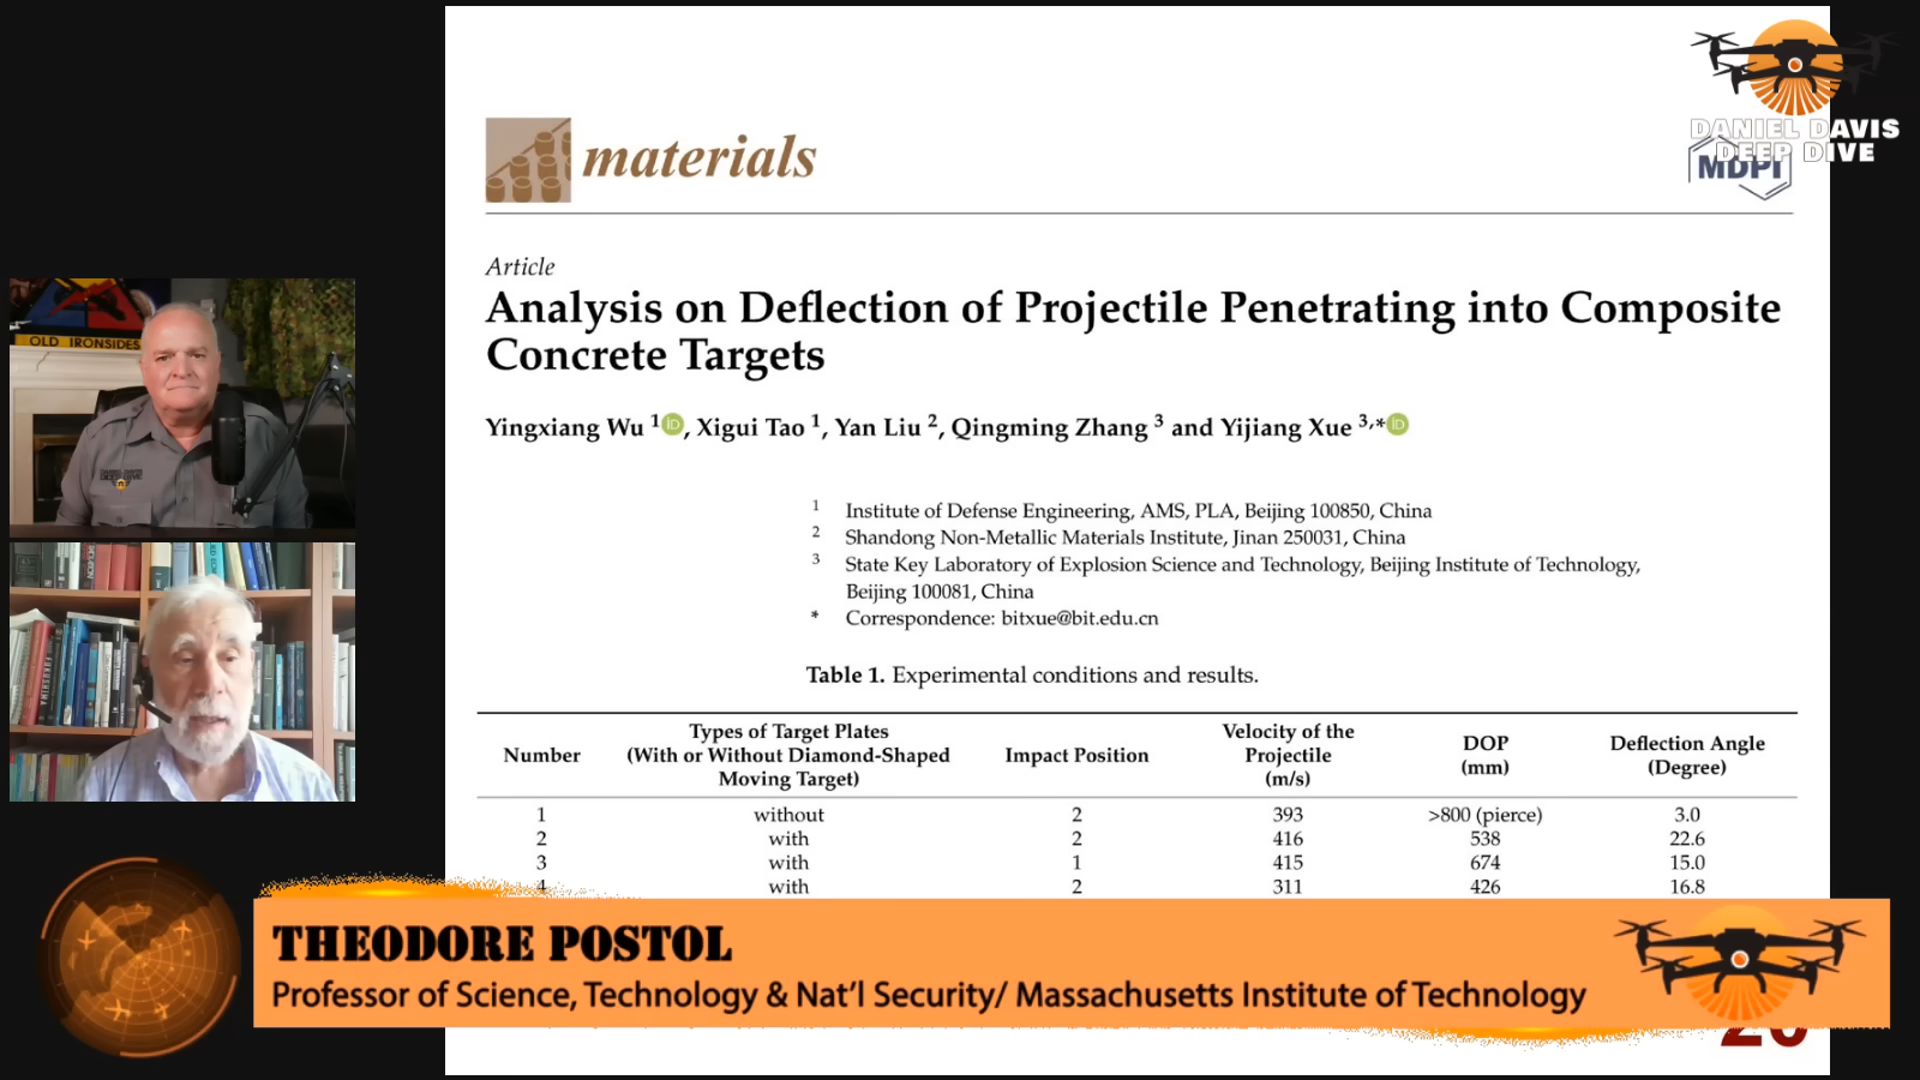 DANIEL DAVIS
DEEP DIVE
materials
MDPI
Article
Analysis on Deflection of Projectile Penetrating into Composite
Concrete Targets
Yingxiang Wu 1 iD, Xigui Tao 1, Yan Liu 2, Qingming Zhang 3 and Yijiang Xue 3,* iD
1 Institute of Defense Engineering, AMS, PLA, Beijing 100850, China
2 Shandong Non-Metallic Materials Institute, Jinan 250031, China
3 State Key Laboratory of Explosion Science and Technology, Beijing Institute of Technology,
Beijing 100081, China
* Correspondence: bitxue@bit.edu.cn
Table 1. Experimental conditions and results.
Number Types of Target Plates (With or Without Diamond-Shaped Moving Target) Impact Position Velocity of the Projectile (m/s) DOP (mm) Deflection Angle (Degree)
1 without 2 393 >800 (pierce) 3.0
2 with 2 416 538 22.6
3 with 1 415 674 15.0
4 with 2 311 426 16.8
OLD IRONSIDES
THEODORE POSTOL
Professor of Science, Technology & Nat'l Security/ Massachusetts Institute of Technology